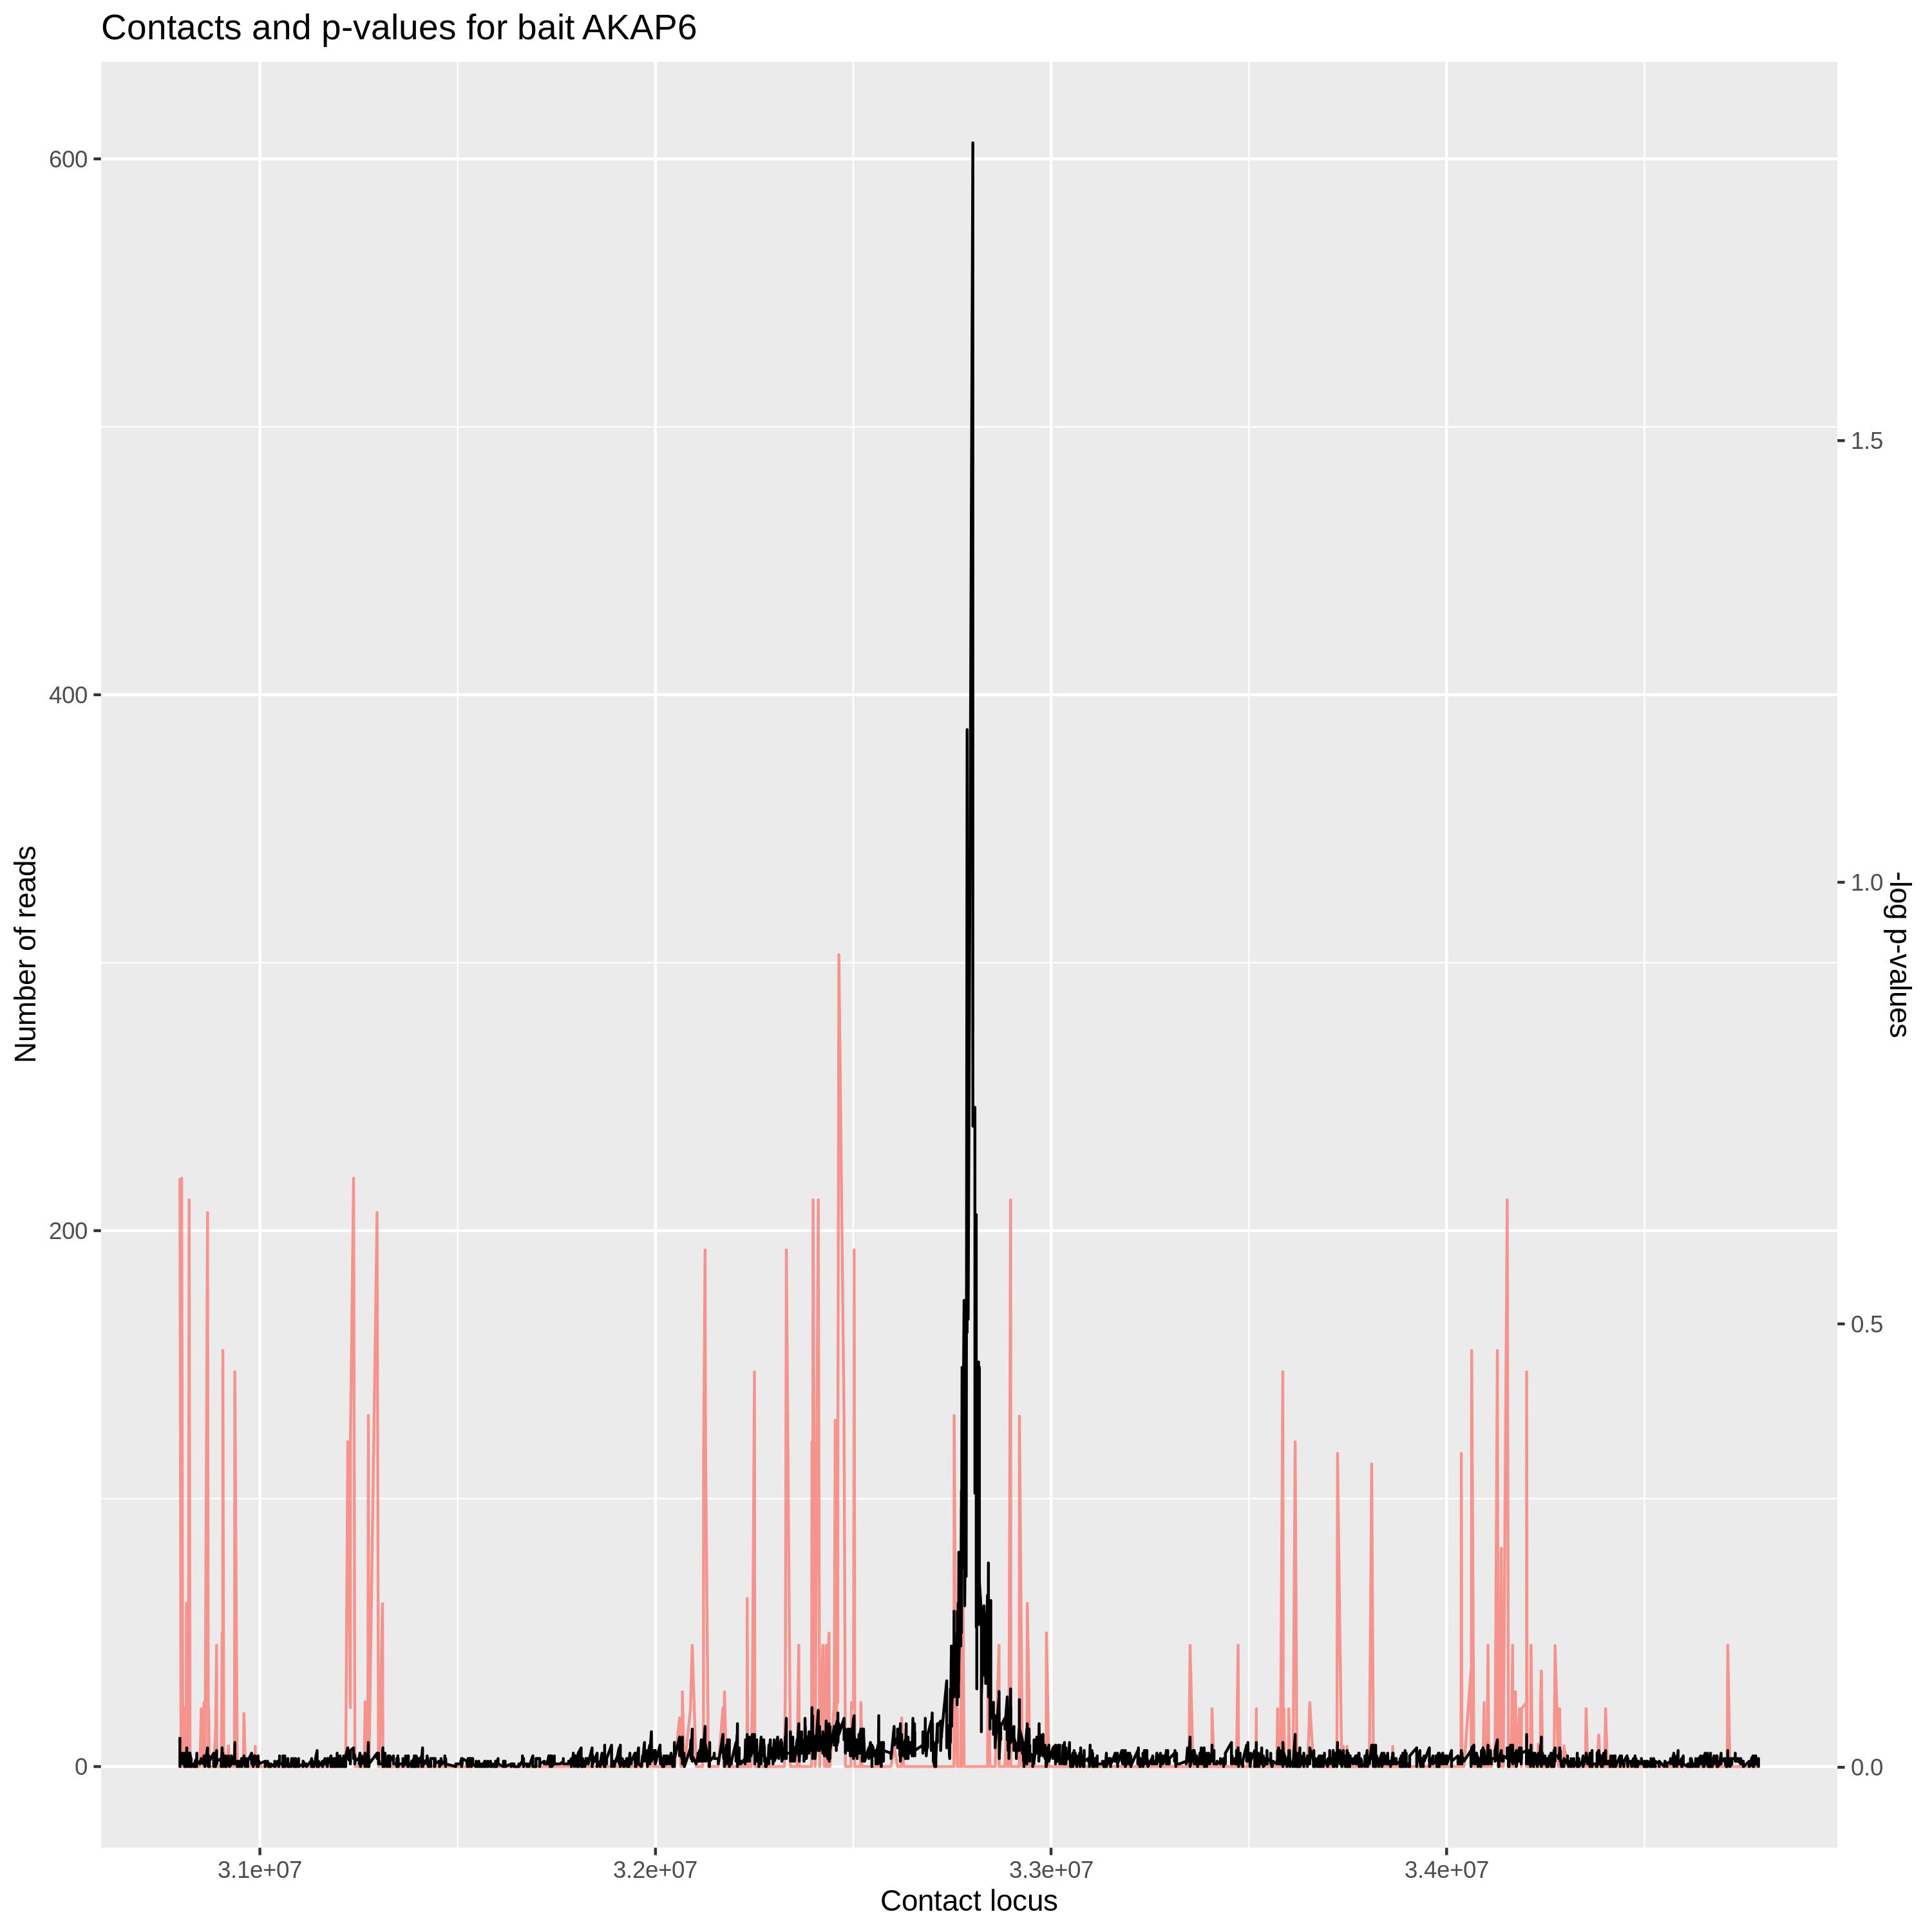 Contacts and p-values for bait AKAP6
600
400
200
0
Number of reads
1.5
1.0
0.5
0.0
-log p-values
3.1e+07
3.2e+07
3.3e+07
3.4e+07
Contact locus